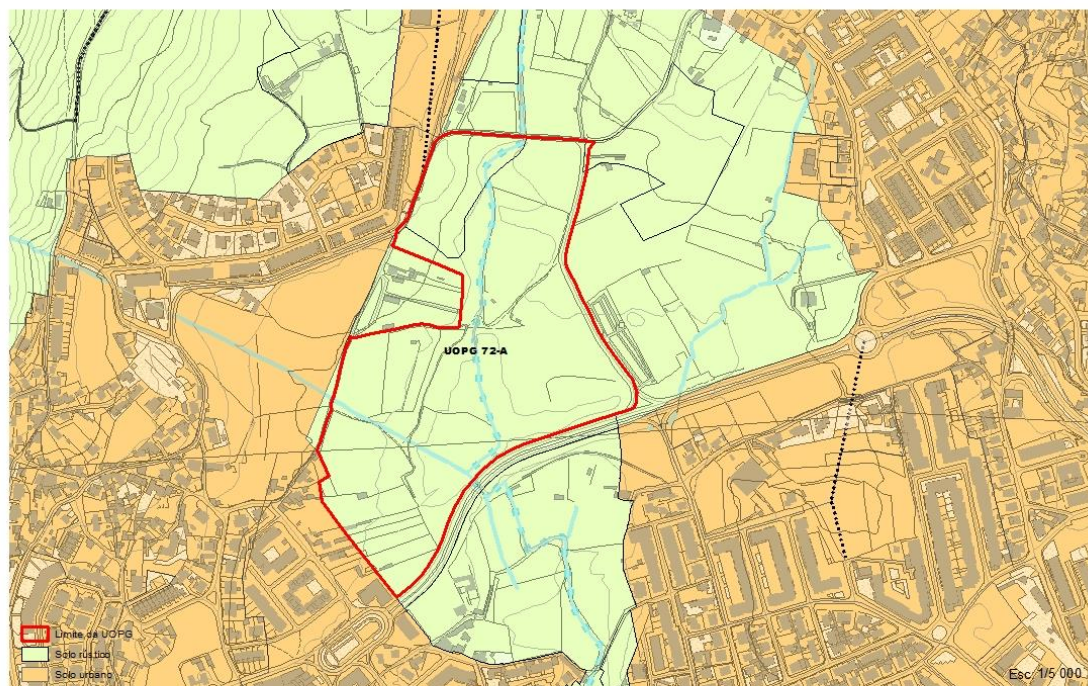 UOPG 72-A
Limite da UOPG
Solo rústico
Solo urbano
Esc: 1/5 000